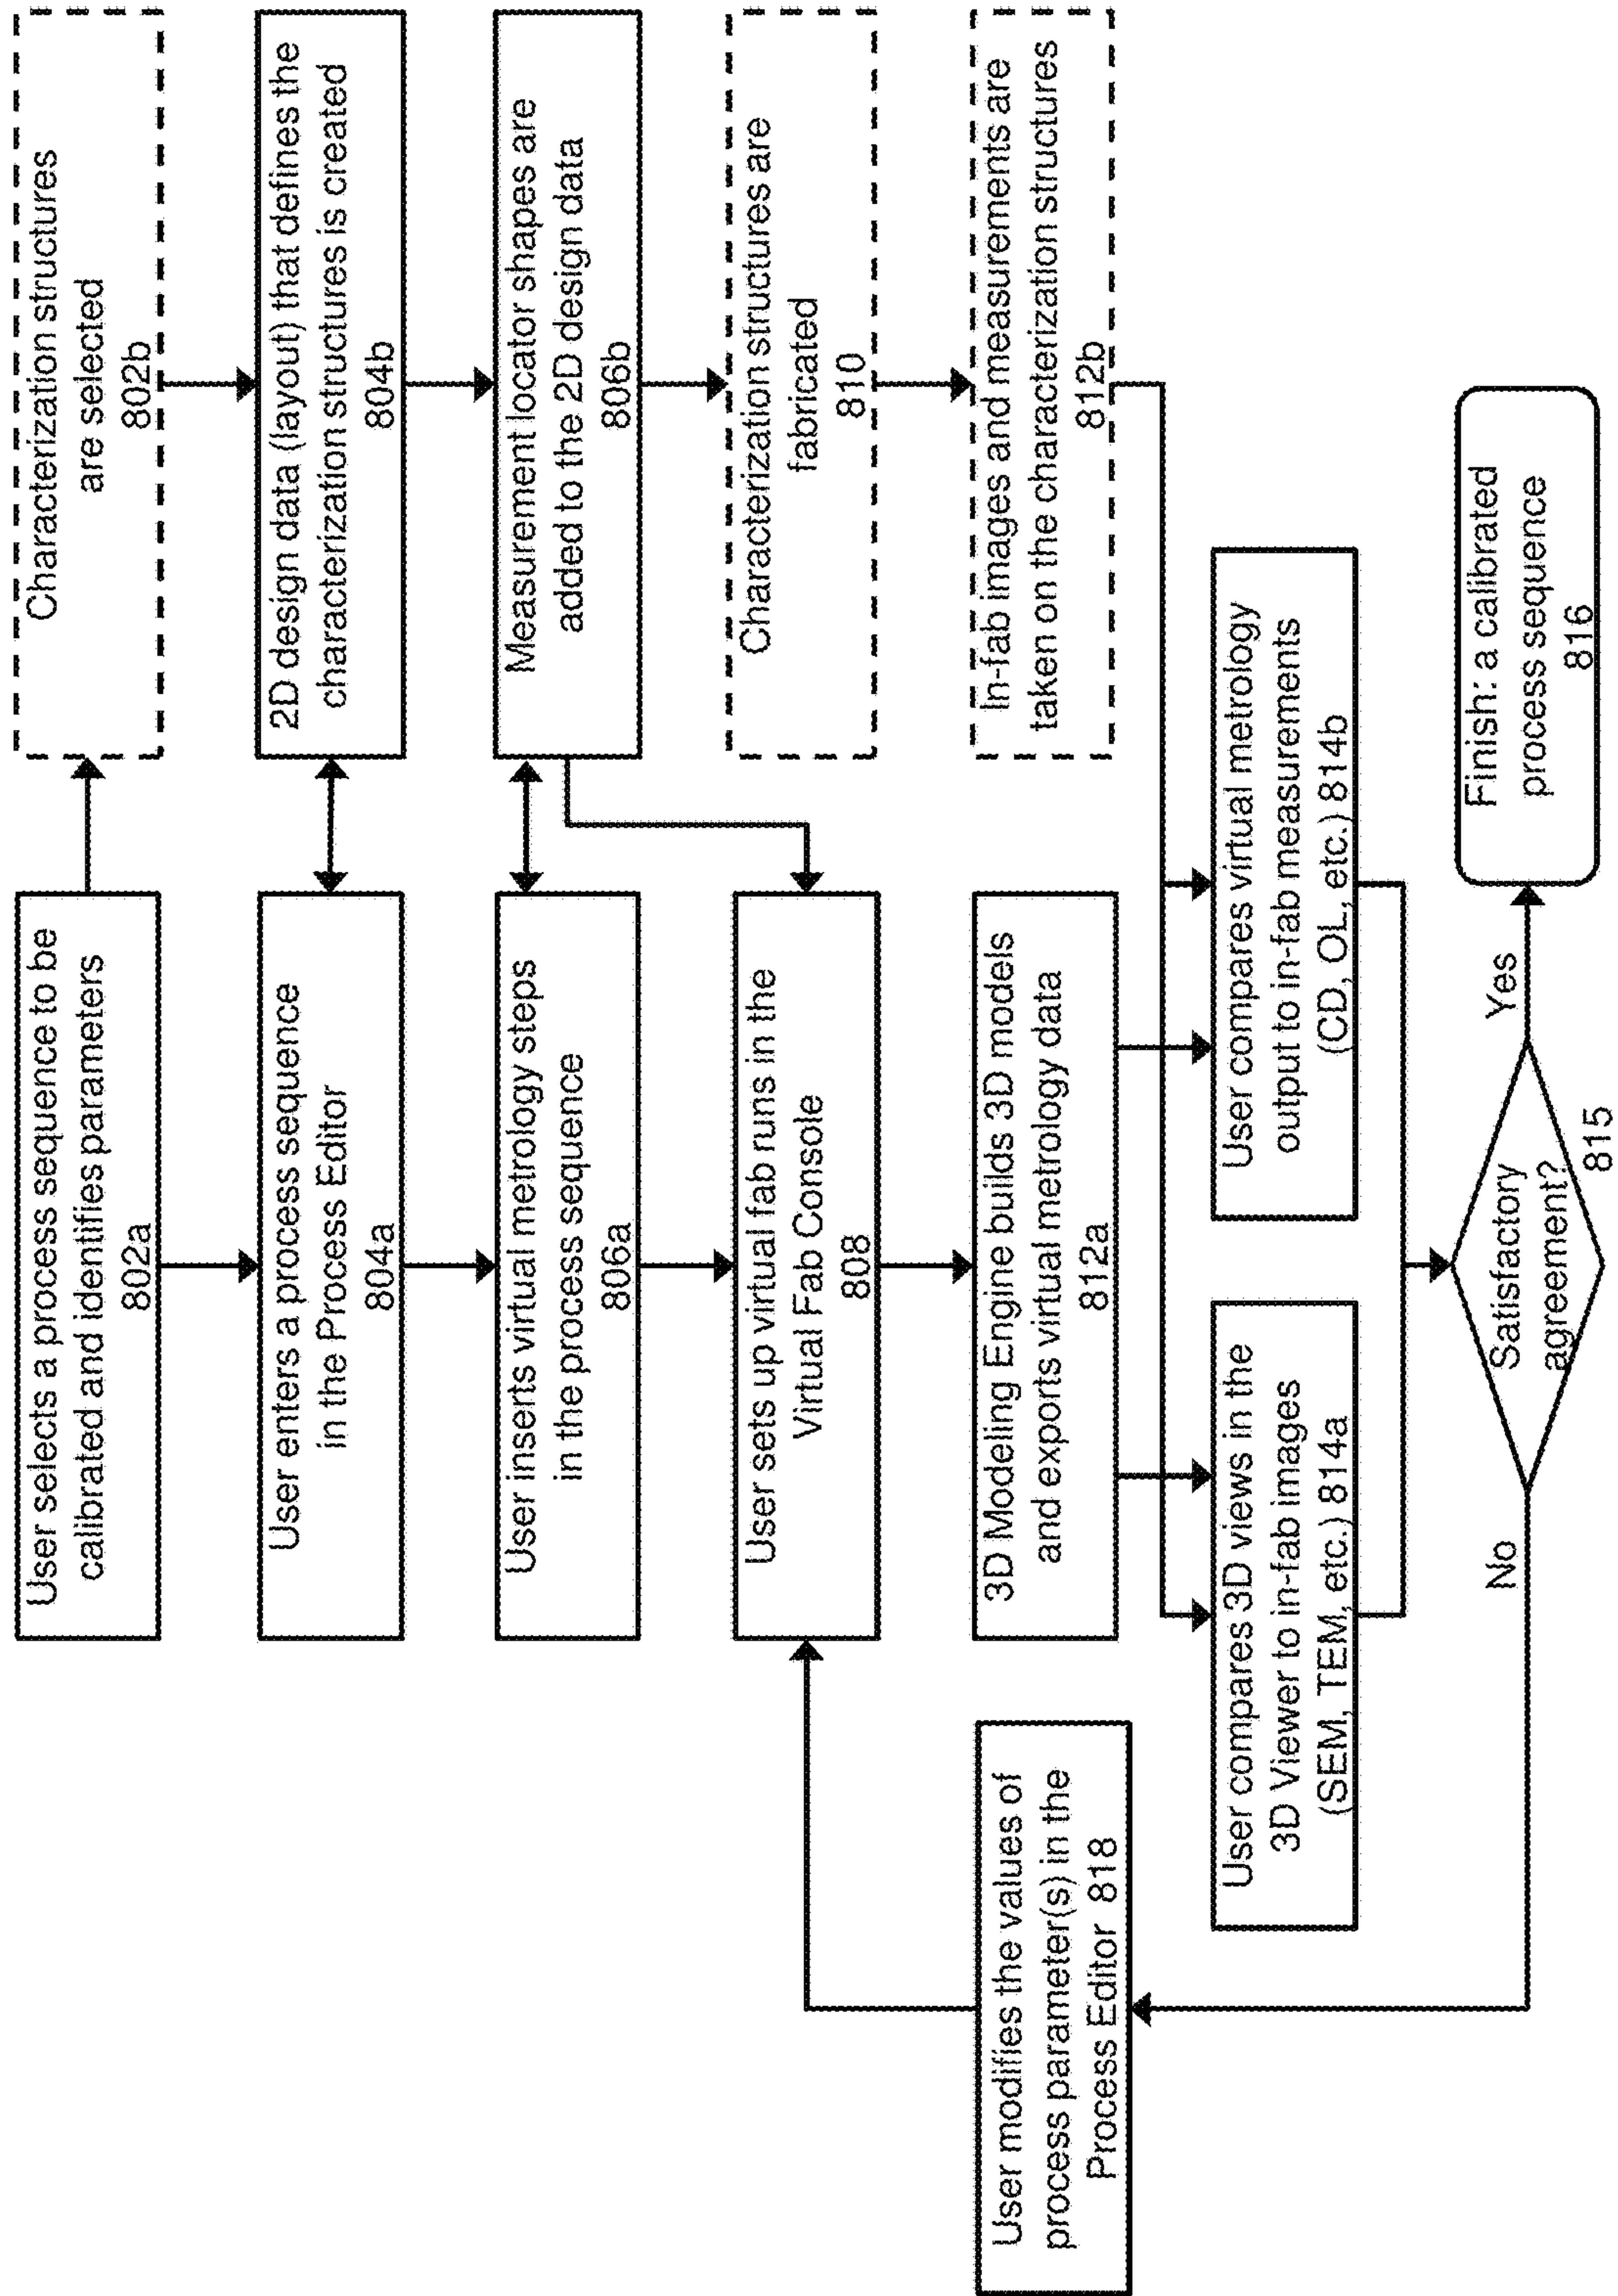 User selects a process sequence to be
calibrated and identifies parameters
802a
Characterization structures
are selected
802b
User enters a process sequence
in the Process Editor
804a
2D design data (layout) that defines the
characterization structures is created
804b
User inserts virtual metrology steps
in the process sequence
806a
Measurement locator shapes are
added to the 2D design data
806b
User sets up virtual fab runs in the
Virtual Fab Console
808
Characterization structures are
fabricated
810
User modifies the values of
process parameter(s) in the
Process Editor 818
3D Modeling Engine builds 3D models
and exports virtual metrology data
812a
In-fab images and measurements are
taken on the characterization structures
812b
User compares 3D views in the
3D Viewer to in-fab images
(SEM, TEM, etc.) 814a
User compares virtual metrology
output to in-fab measurements
(CD, OL, etc.) 814b
No
Satisfactory
agreement?
815
Yes
Finish: a calibrated
process sequence
816